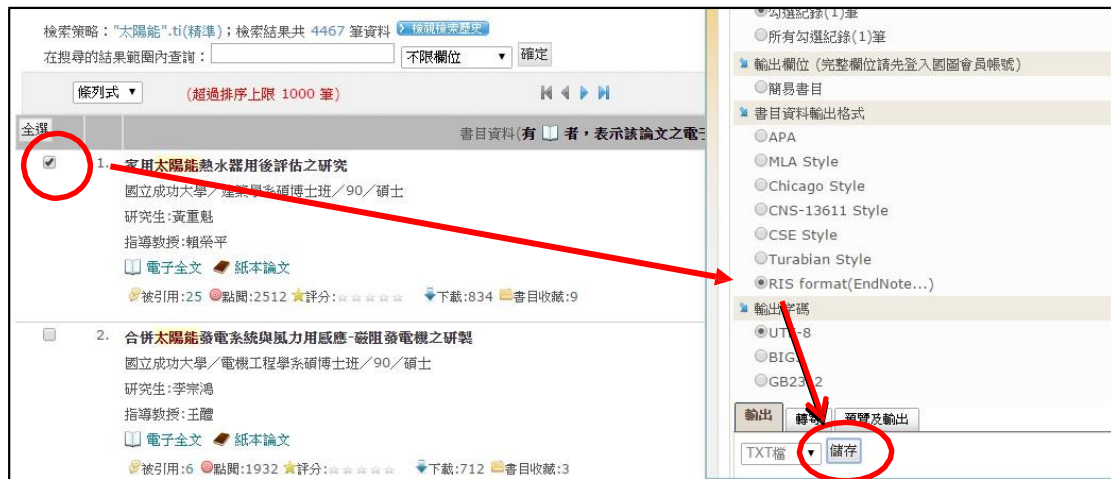 檢索策略："太陽能".ti(精準)；檢索結果共 4467 筆資料 檢視檢索歷史
在搜尋的結果範圍內查詢： 不限欄位 ▼ 確定
條列式 ▼ (超過排序上限 1000 筆)
全選 書目資料(有 者，表示該論文之電子
1. 家用太陽能熱水器用後評估之研究
國立成功大學／建築學系碩博士班／90／碩士
研究生:黃重魁
指導教授:賴榮平
電子全文 紙本論文
被引用:25 點閱:2512 評分:☆☆☆☆☆ 下載:834 書目收藏:9
2. 合併太陽能發電系統與風力用感應-磁阻發電機之研製
國立成功大學／電機工程學系碩博士班／90／碩士
研究生:李宗鴻
指導教授:王醴
電子全文 紙本論文
被引用:6 點閱:1932 評分:☆☆☆☆☆ 下載:712 書目收藏:3
勾選紀錄(1)筆
所有勾選紀錄(1)筆
輸出欄位 (完整欄位請先登入國圖會員帳號)
簡易書目
書目資料輸出格式
APA
MLA Style
Chicago Style
CNS-13611 Style
CSE Style
Turabian Style
RIS format(EndNote...)
輸出字碼
UTF-8
BIG5
GB2312
輸出 轉寄 預覽及輸出
TXT檔 ▼ 儲存